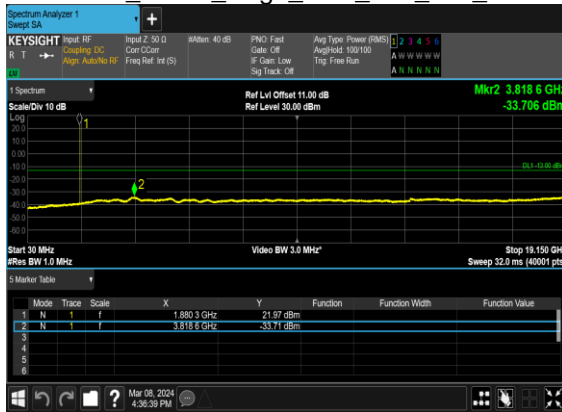 Spectrum Analyzer 1
Swept SA
+
KEYSIGHT Input: RF Input Z: 50 Ω #Atten: 40 dB PNO: Fast Avg Type: Power (RMS) 1 2 3 4 5 6
R T Coupling: DC Corr CCorr Gate: Off Avg|Hold: 100/100 A W W W W W
Align: Auto/No RF Freq Ref: Int (S) IF Gain: Low Trig: Free Run
LXI Sig Track: Off A N N N N N
1 Spectrum Ref Lvl Offset 11.00 dB Mkr2 3.818 6 GHz
Scale/Div 10 dB Ref Level 30.00 dBm -33.706 dBm
Log
20.0
10.0
0.00
-10.0
-20.0
-30.0
-40.0
-50.0
-60.0
1
2
DL1 -13.00 dBm
Start 30 MHz Video BW 3.0 MHz* Stop 19.150 GHz
#Res BW 1.0 MHz Sweep 32.0 ms (40001 pts)
5 Marker Table
Mode Trace Scale X Y Function Function Width Function Value
1 N 1 f 1.880 3 GHz 21.97 dBm
2 N 1 f 3.818 6 GHz -33.71 dBm
3
4
5
6
? Mar 08, 2024
4:36:39 PM